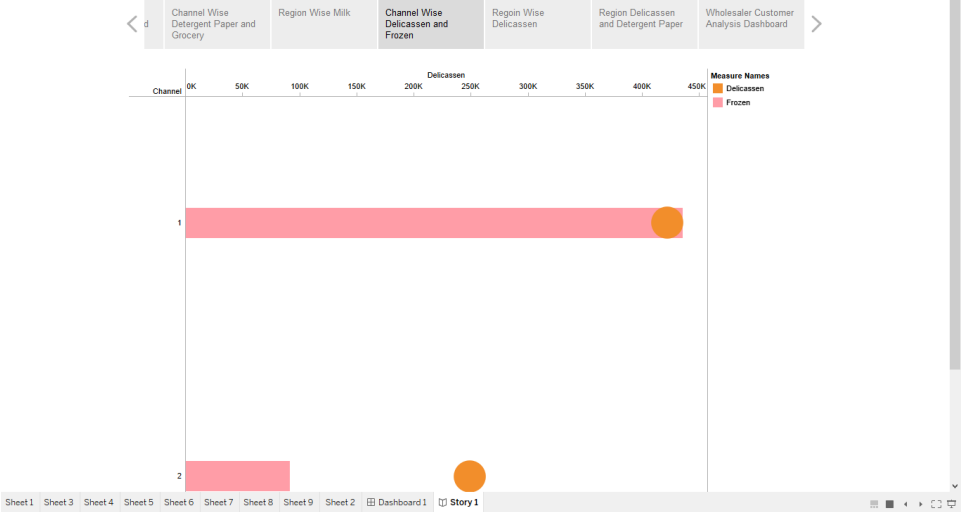 d
Channel Wise
Detergent Paper and
Grocery
Region Wise Milk
Channel Wise
Delicassen and
Frozen
Regoin Wise
Delicassen
Region Delicassen
and Detergent Paper
Wholesaler Customer
Analysis Dashboard
Delicassen
Channel
0K 50K 100K 150K 200K 250K 300K 350K 400K 450K
1
2
Measure Names
Delicassen
Frozen
Sheet 1 Sheet 3 Sheet 4 Sheet 5 Sheet 6 Sheet 7 Sheet 8 Sheet 9 Sheet 2 Dashboard 1 Story 1